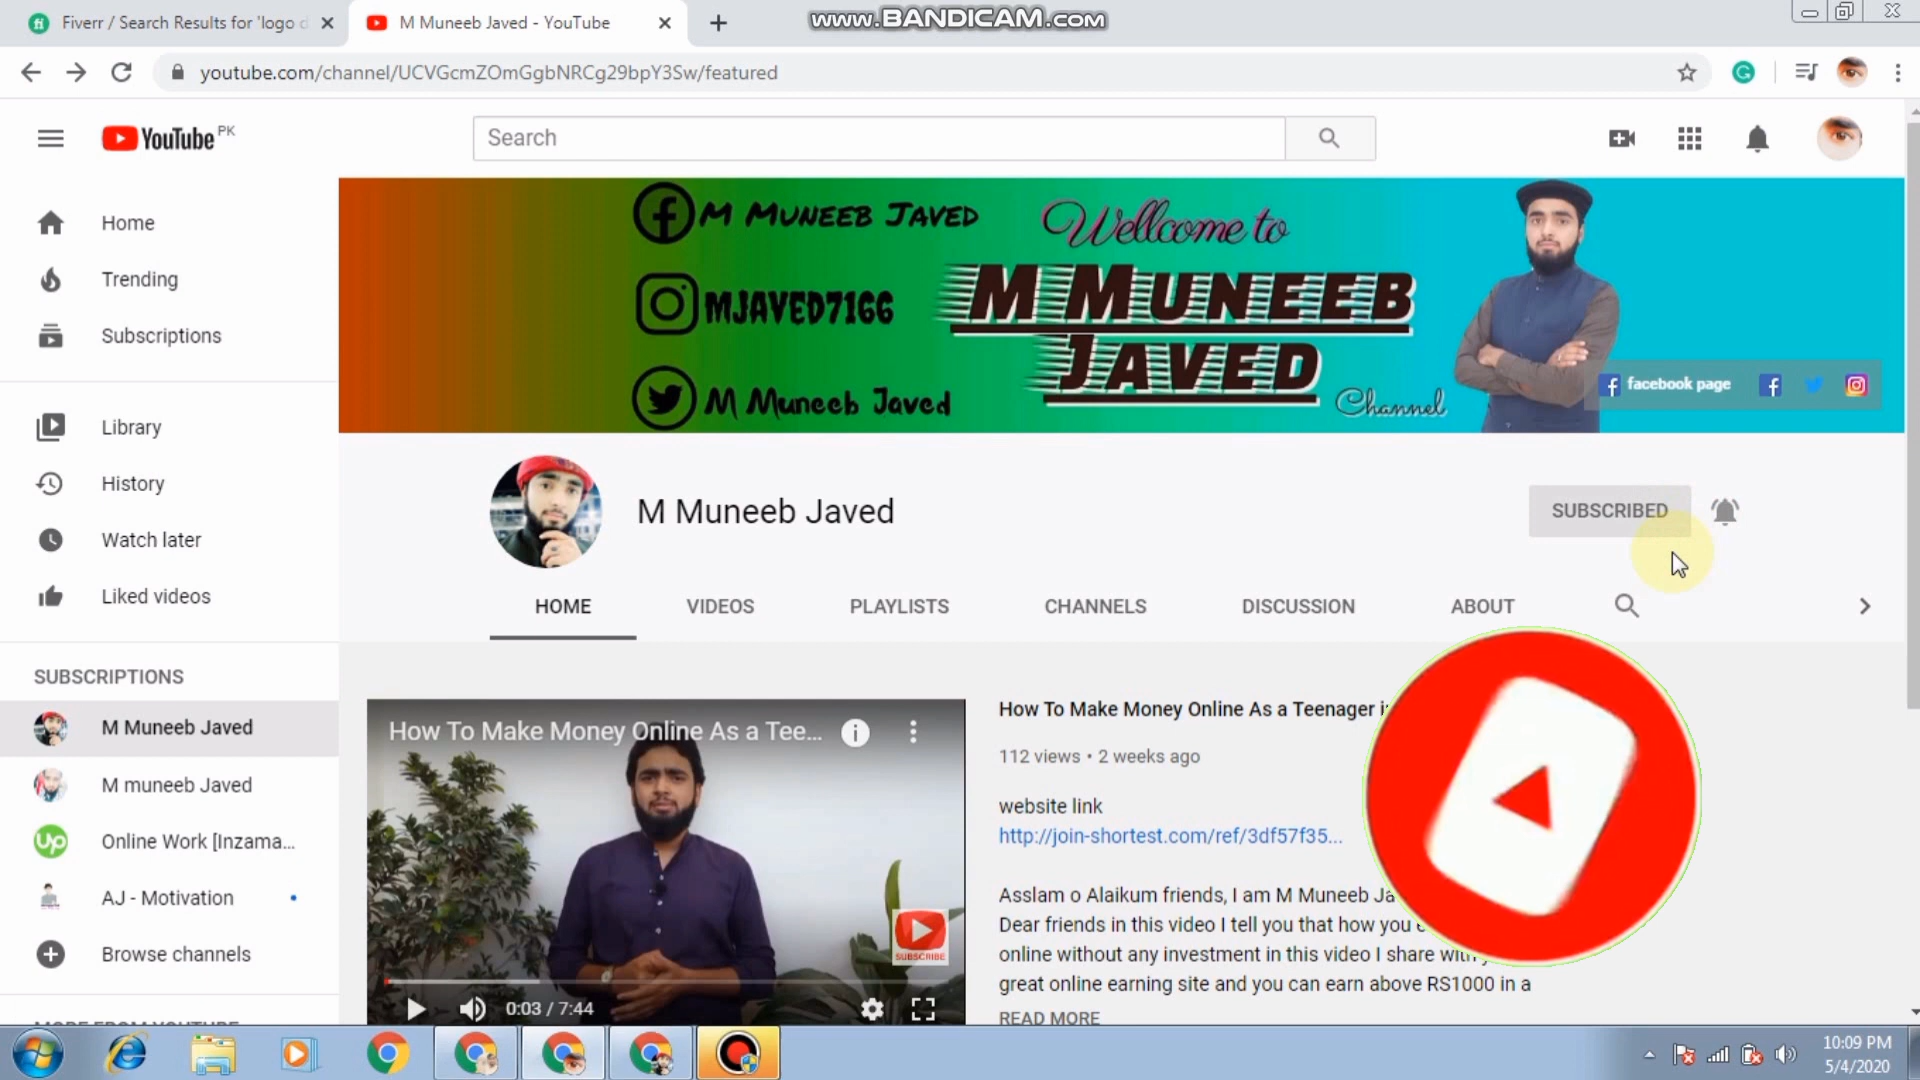 Fiverr / Search Results for 'logo d
M Muneeb Javed - YouTube
www.BANDICAM.com
youtube.com/channel/UCVGcmZOmGgbNRCg29bpY3Sw/featured
YouTube PK
Search
Home
Trending
Subscriptions
Library
History
Watch later
Liked videos
SUBSCRIPTIONS
M Muneeb Javed
M muneeb Javed
Online Work [Inzama...
AJ - Motivation
Browse channels
M Muneeb Javed
MJAVED7166
M Muneeb Javed
Wellcome to
M Muneeb
Javed
Channel
facebook page
M Muneeb Javed
SUBSCRIBED
HOME VIDEOS PLAYLISTS CHANNELS DISCUSSION ABOUT
How To Make Money Online As a Tee...
SUBSCRIBE
0:03 / 7:44
How To Make Money Online As a Teenager
112 views • 2 weeks ago
website link
http://join-shortest.com/ref/3df57f35...
Asslam o Alaikum friends, I am M Muneeb
Dear friends in this video I tell you that how you
online without any investment in this video I share
great online earning site and you can earn above RS1000 in a
READ MORE
10:09 PM
5/4/2020